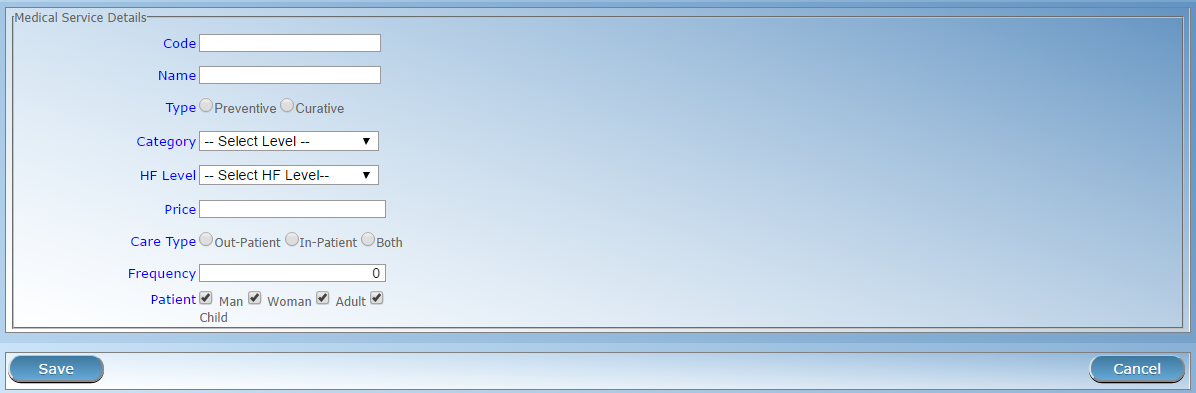 Medical Service Details
Code
Name
Type Preventive Curative
Category -- Select Level --
HF Level -- Select HF Level--
Price
Care Type Out-Patient In-Patient Both
Frequency 0
Patient Man Woman Adult
Child
Save Cancel